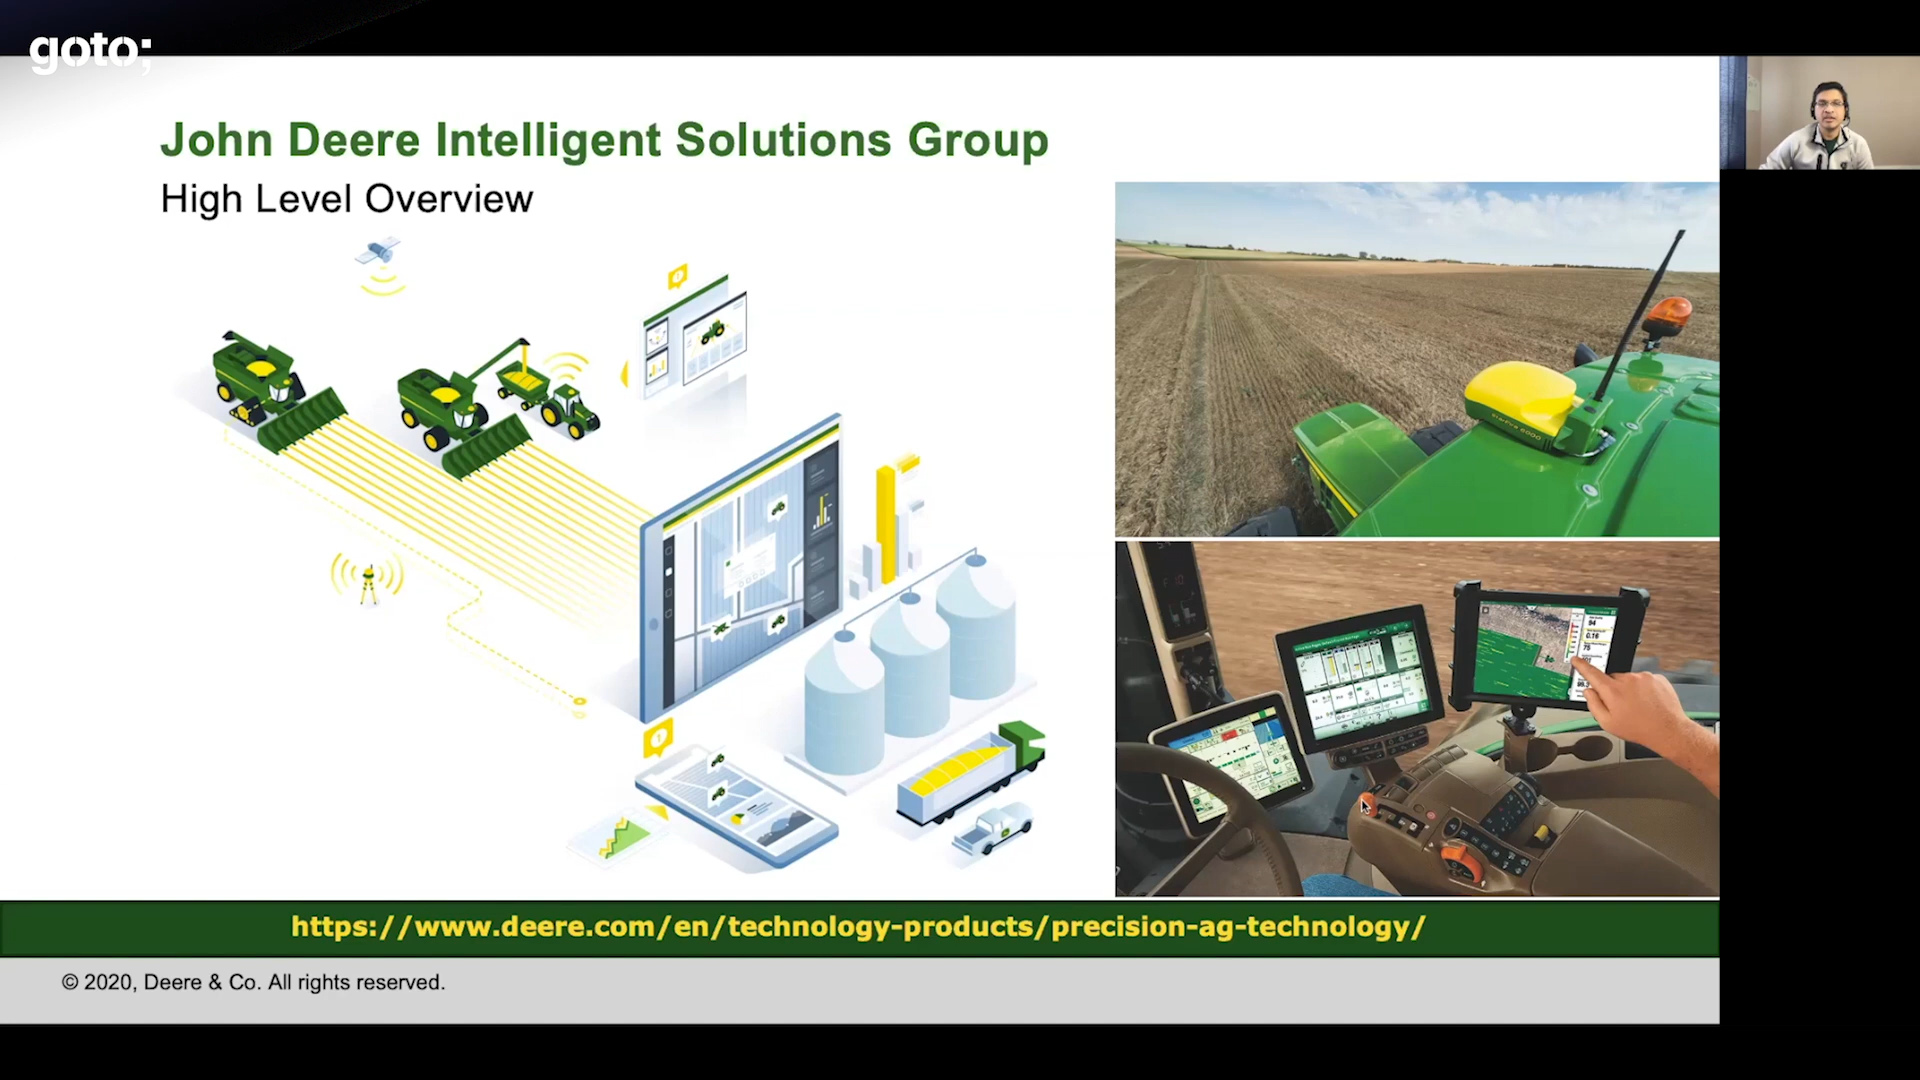 goto;
John Deere Intelligent Solutions Group
High Level Overview
https://www.deere.com/en/technology-products/precision-ag-technology/
© 2020, Deere & Co. All rights reserved.